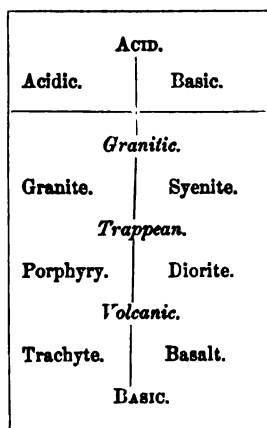 ACID.
Acidic. Basic.
Granitic.
Granite. Syenite.
Trappean.
Porphyry. Diorite.
Volcanic.
Trachyte. Basalt.
BASIC.